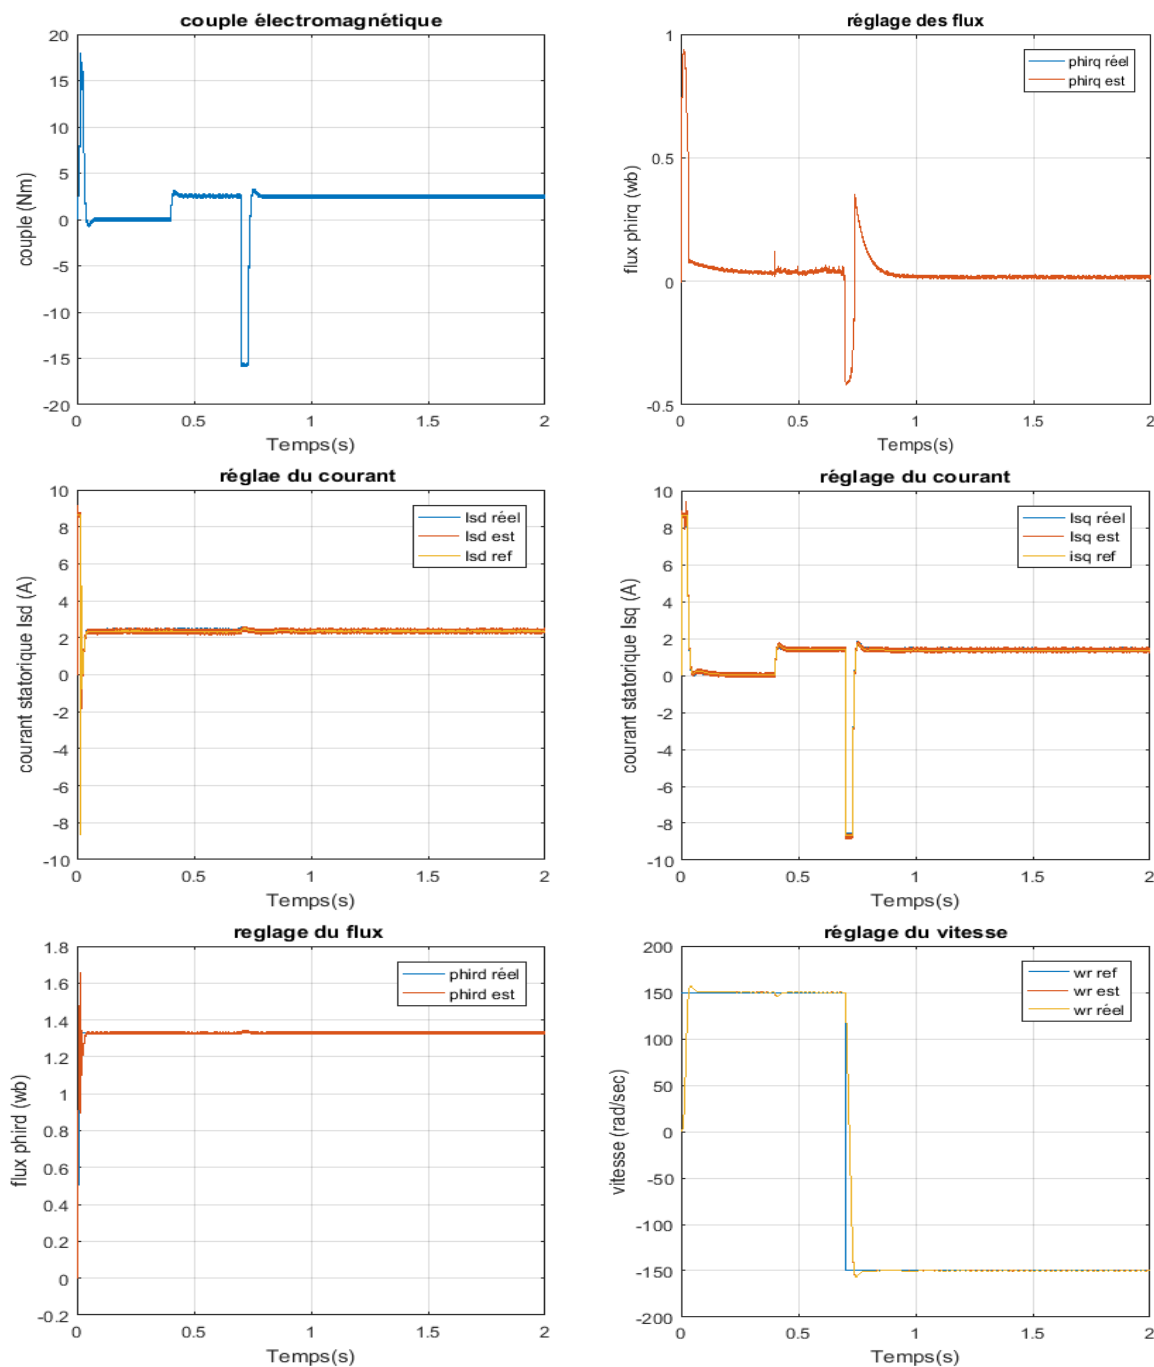 couple électromagnétique
20
15
10
5
0
-5
-10
-15
-20
couple (Nm)
0
0.5
1
1.5
2
Temps(s)
réglage des flux
phirq réel
phirq est
1
0.5
0
-0.5
flux phirq (wb)
0
0.5
1
1.5
2
Temps(s)
réglae du courant
Isd réel
Isd est
Isd ref
10
8
6
4
2
0
-2
-4
-6
-8
-10
courant statorique Isd (A)
0
0.5
1
1.5
2
Temps(s)
réglage du courant
Isq réel
Isq est
isq ref
10
8
6
4
2
0
-2
-4
-6
-8
-10
courant statorique Isq (A)
0
0.5
1
1.5
2
Temps(s)
reglage du flux
phird réel
phird est
1.8
1.6
1.4
1.2
1
0.8
0.6
0.4
0.2
0
-0.2
flux phird (wb)
0
0.5
1
1.5
2
Temps(s)
réglage du vitesse
wr ref
wr est
wr réel
200
150
100
50
0
-50
-100
-150
-200
vitesse (rad/sec)
0
0.5
1
1.5
2
Temps(s)